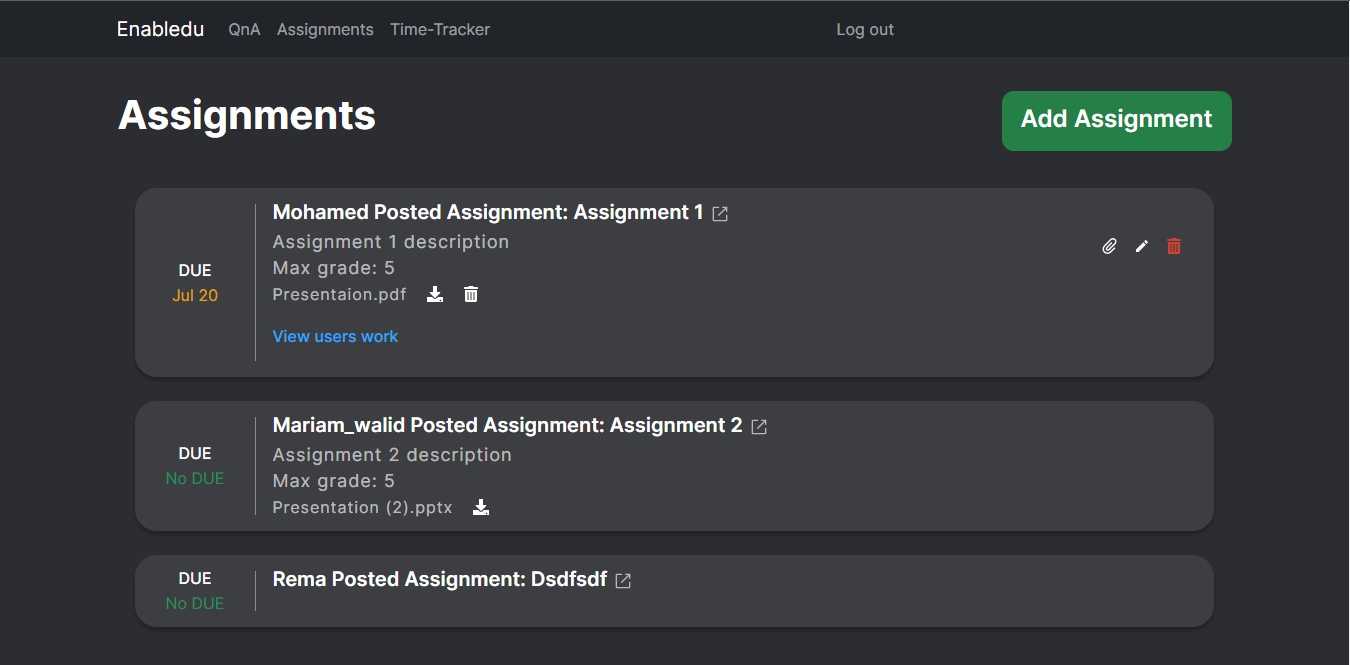 Enabledu QnA Assignments Time-Tracker Log out
Assignments
Add Assignment
DUE
Jul 20
Mohamed Posted Assignment: Assignment 1
Assignment 1 description
Max grade: 5
Presentaion.pdf
View users work
DUE
No DUE
Mariam_walid Posted Assignment: Assignment 2
Assignment 2 description
Max grade: 5
Presentation (2).pptx
DUE
No DUE
Rema Posted Assignment: Dsdfsdf